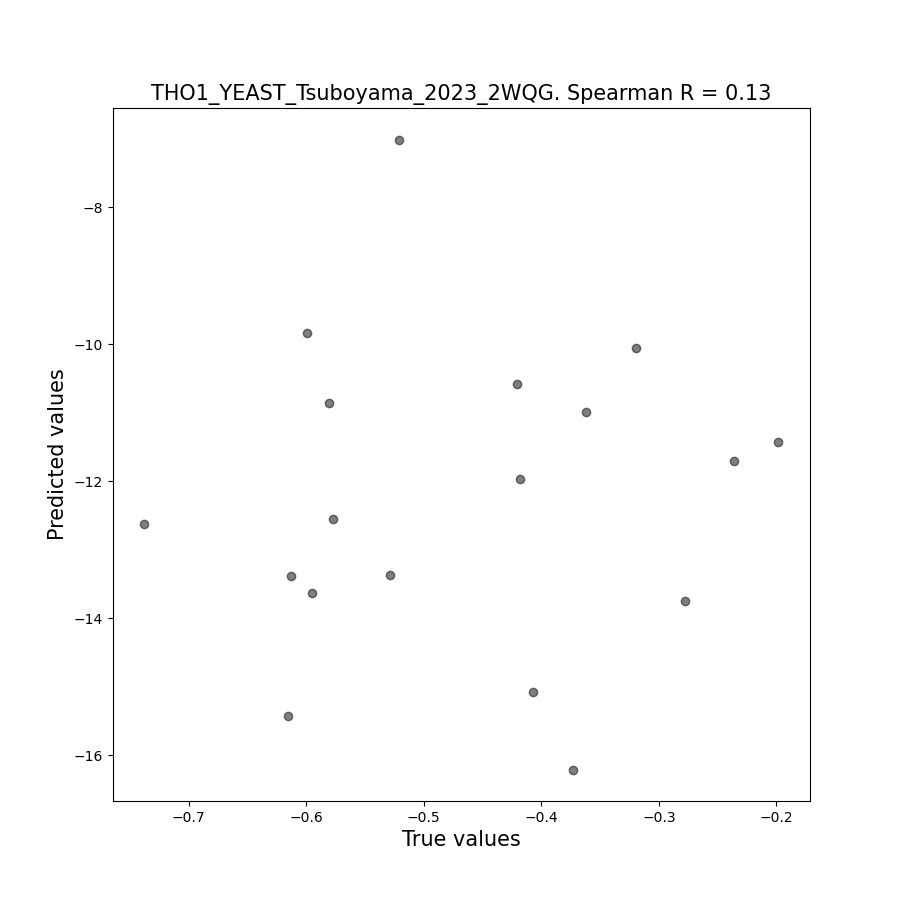 THO1_YEAST_Tsuboyama_2023_2WQG. Spearman R = 0.13
Predicted values
−8
−10
−12
−14
−16
−0.7 −0.6 −0.5 −0.4 −0.3 −0.2
True values